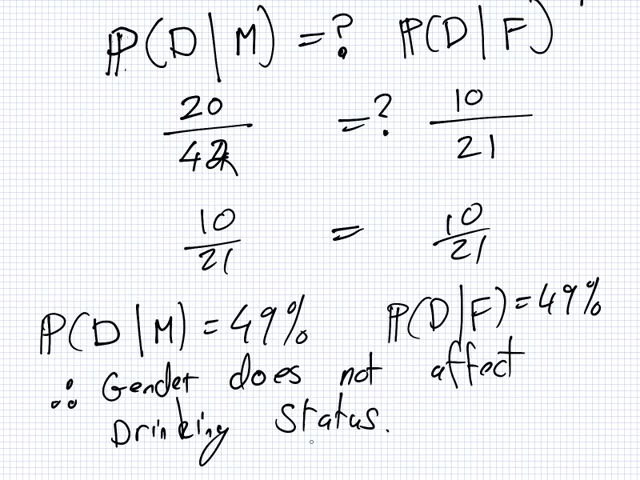 ℙ(D|M) =? ℙ(D|F)
20/42 =? 10/21
10/21 = 10/21
ℙ(D|M) = 49% ℙ(D|F) = 49%
∴ Gender does not affect
Drinking status.